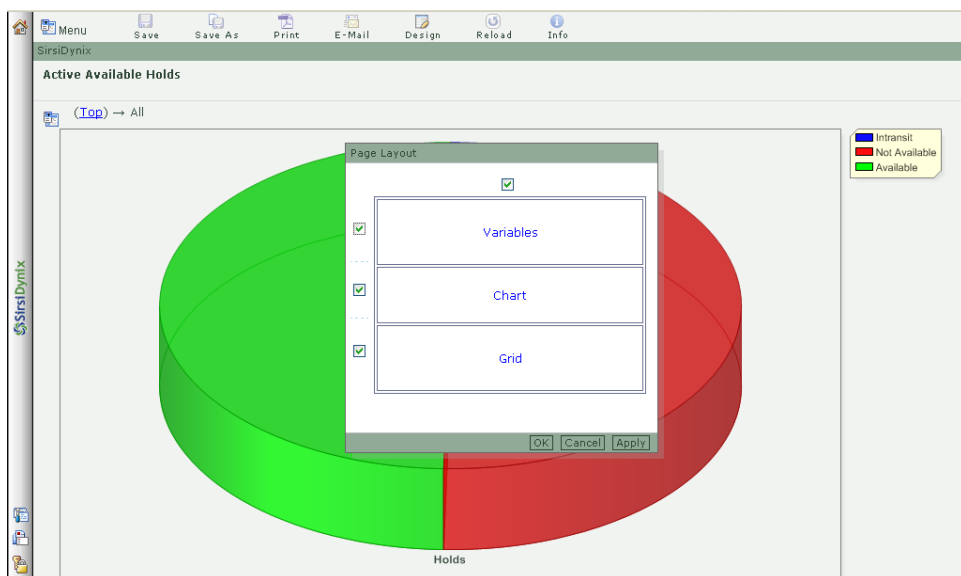 Menu
Save
Save As
Print
E-Mail
Design
Reload
Info
SirsiDynix
Active Available Holds
(Top) → All
Page Layout
Variables
Chart
Grid
OK Cancel Apply
Intransit
Not Available
Available
Holds
SirsiDynix